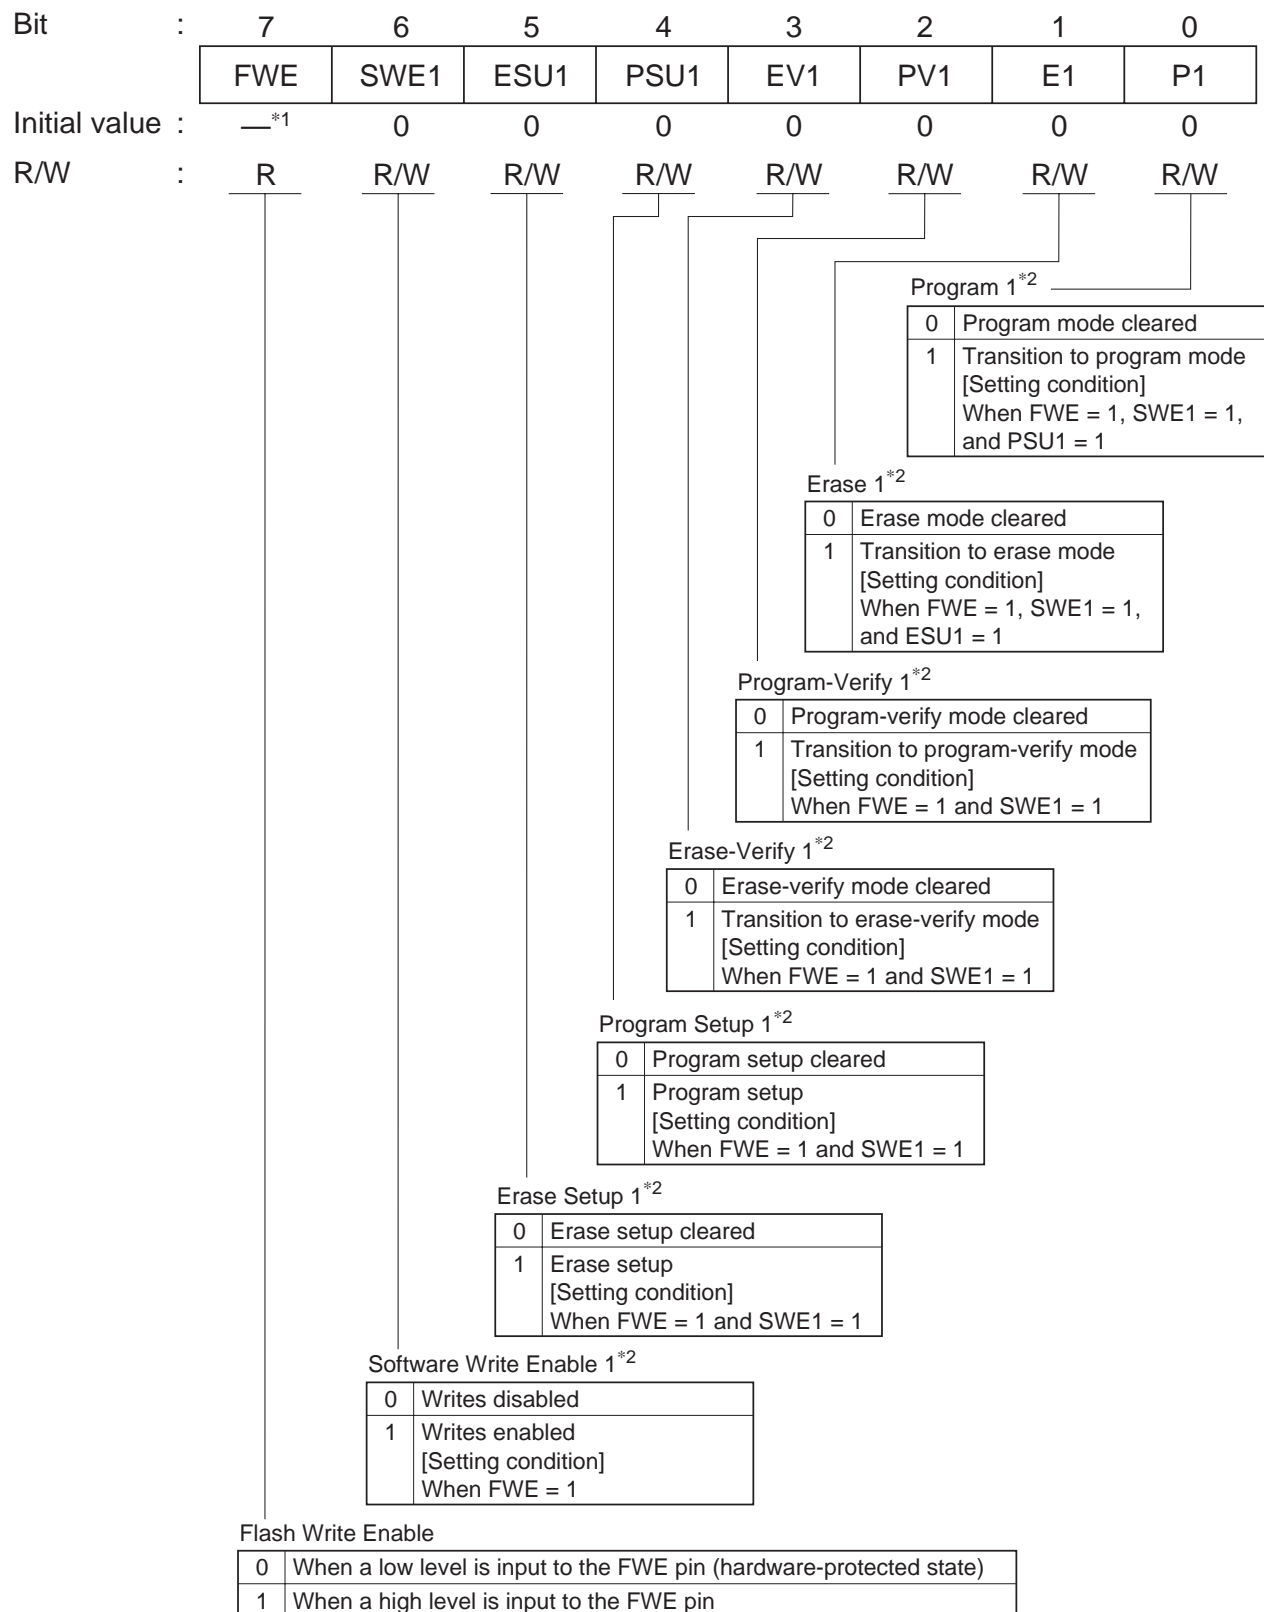 Bit : 7 6 5 4 3 2 1 0
FWE SWE1 ESU1 PSU1 EV1 PV1 E1 P1
Initial value : —*1 0 0 0 0 0 0 0
R/W : R R/W R/W R/W R/W R/W R/W R/W
Program 1*2
0 Program mode cleared
1 Transition to program mode
[Setting condition]
When FWE = 1, SWE1 = 1,
and PSU1 = 1
Erase 1*2
0 Erase mode cleared
1 Transition to erase mode
[Setting condition]
When FWE = 1, SWE1 = 1,
and ESU1 = 1
Program-Verify 1*2
0 Program-verify mode cleared
1 Transition to program-verify mode
[Setting condition]
When FWE = 1 and SWE1 = 1
Erase-Verify 1*2
0 Erase-verify mode cleared
1 Transition to erase-verify mode
[Setting condition]
When FWE = 1 and SWE1 = 1
Program Setup 1*2
0 Program setup cleared
1 Program setup
[Setting condition]
When FWE = 1 and SWE1 = 1
Erase Setup 1*2
0 Erase setup cleared
1 Erase setup
[Setting condition]
When FWE = 1 and SWE1 = 1
Software Write Enable 1*2
0 Writes disabled
1 Writes enabled
[Setting condition]
When FWE = 1
Flash Write Enable
0 When a low level is input to the FWE pin (hardware-protected state)
1 When a high level is input to the FWE pin